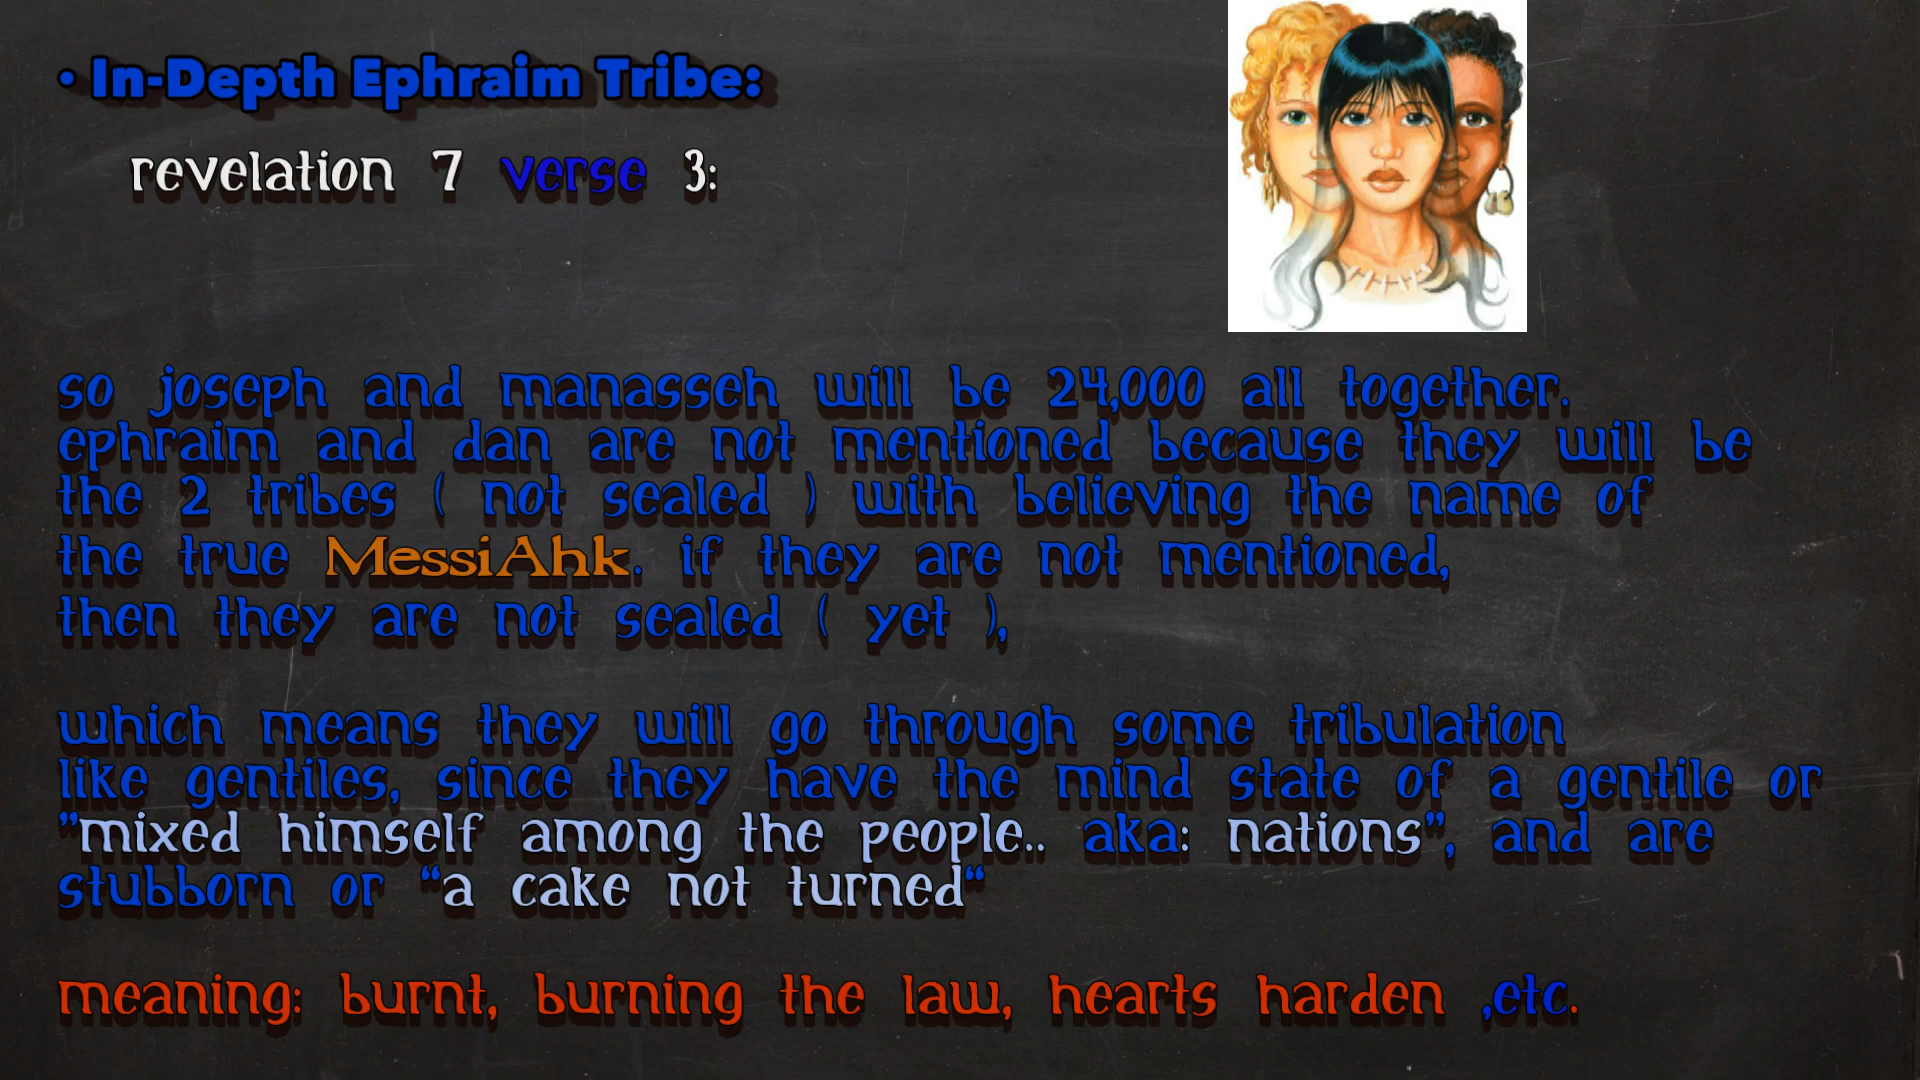 • In-Depth Ephraim Tribe:
revelation 7 verse 3:
so joseph and manasseh will be 24,000 all together.
ephraim and dan are not mentioned because they will be
the 2 tribes ( not sealed ) with believing the name of
the true MessiAhk. if they are not mentioned,
then they are not sealed ( yet ),
which means they will go through some tribulation
like gentiles, since they have the mind state of a gentile or
"mixed himself among the people.. aka: nations", and are
stubborn or "a cake not turned"
meaning: burnt, burning the law, hearts harden ,etc.